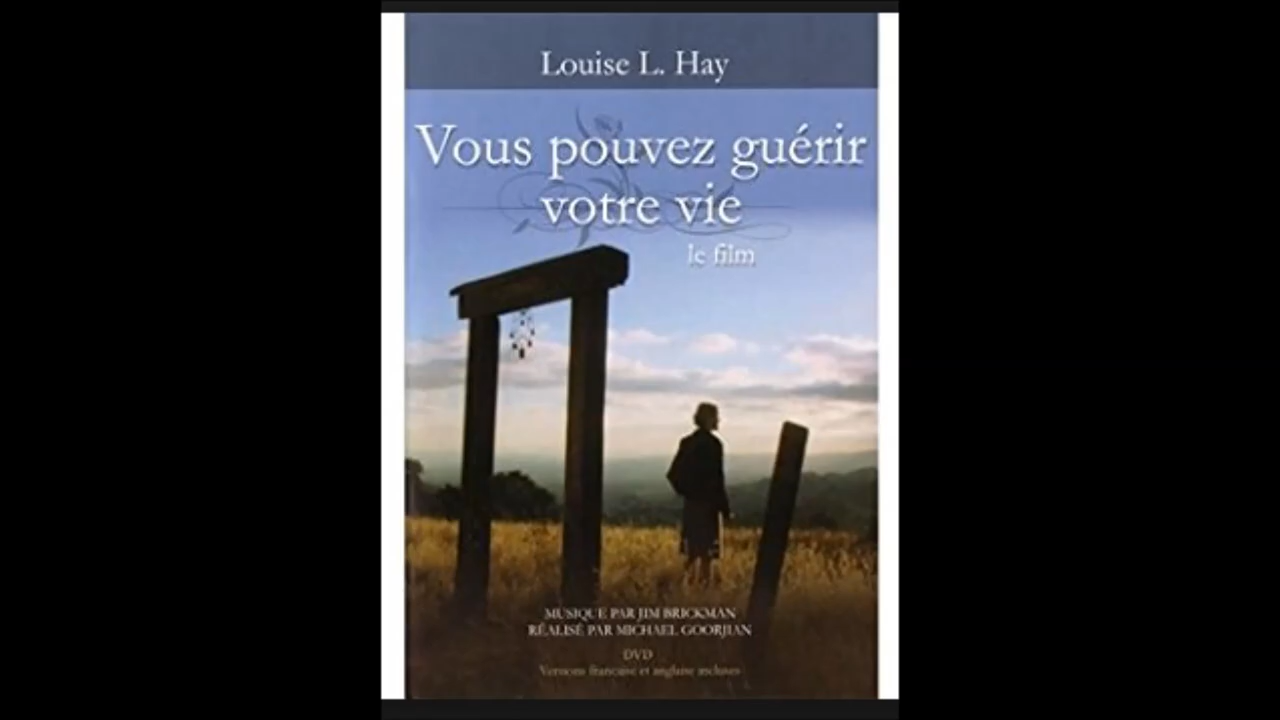 Louise L. Hay
Vous pouvez guérir
votre vie
le film
MUSIQUE PAR JIM BRICKMAN
RÉALISÉ PAR MICHAEL GOORJIAN
DVD
Versions française et anglaise incluses